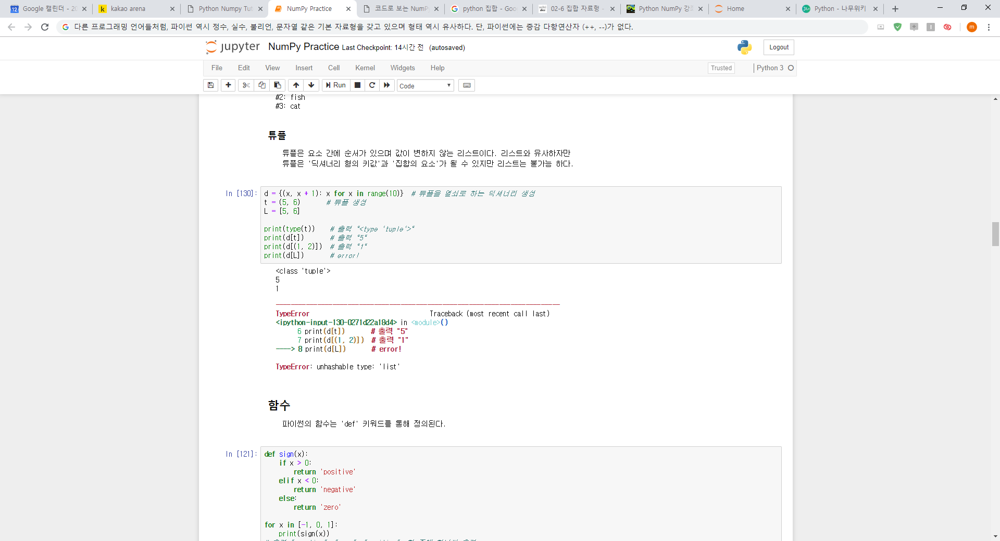 Google 캘린더 - 20
kakao arena
Python Numpy Tut
NumPy Practice
코드로 보는 NumP
python 집합 - Goo
02-6 집합 자료형 -
Python NumPy 강
Home
Python - 나무위키
다른 프로그래밍 언어들처럼, 파이썬 역시 정수, 실수, 불리언, 문자열 같은 기본 자료형을 갖고 있으며 형태 역시 유사하다. 단, 파이썬에는 증감 다항연산자 (++, --)가 없다.
m
jupyter NumPy Practice Last Checkpoint: 14시간 전 (autosaved)
Logout
File Edit View Insert Cell Kernel Widgets Help
Trusted
Python 3
Run
Code
#2: fish
#3: cat
튜플
튜플은 요소 간에 순서가 있으며 값이 변하지 않는 리스트이다. 리스트와 유사하지만
튜플은 '딕셔너리 형의 키값'과 '집합의 요소'가 될 수 있지만 리스트는 불가능 하다.
In [130]:
d = {(x, x + 1): x for x in range(10)}  # 튜플을 열쇠로 하는 딕셔너리 생성
t = (5, 6)       # 튜플 생성
L = [5, 6]
print(type(t))    # 출력 "<type 'tuple'>"
print(d[t])       # 출력 "5"
print(d[(1, 2)])  # 출력 "1"
print(d[L])       # error!
<class 'tuple'>
5
1
TypeError Traceback (most recent call last)
<ipython-input-130-0271d22a18d4> in <module>()
6 print(d[t])       # 출력 "5"
7 print(d[(1, 2)])  # 출력 "1"
----> 8 print(d[L])       # error!
TypeError: unhashable type: 'list'
함수
파이썬의 함수는 'def' 키워드를 통해 정의된다.
In [121]:
def sign(x):
    if x > 0:
        return 'positive'
    elif x < 0:
        return 'negative'
    else:
        return 'zero'
for x in [-1, 0, 1]:
    print(sign(x))